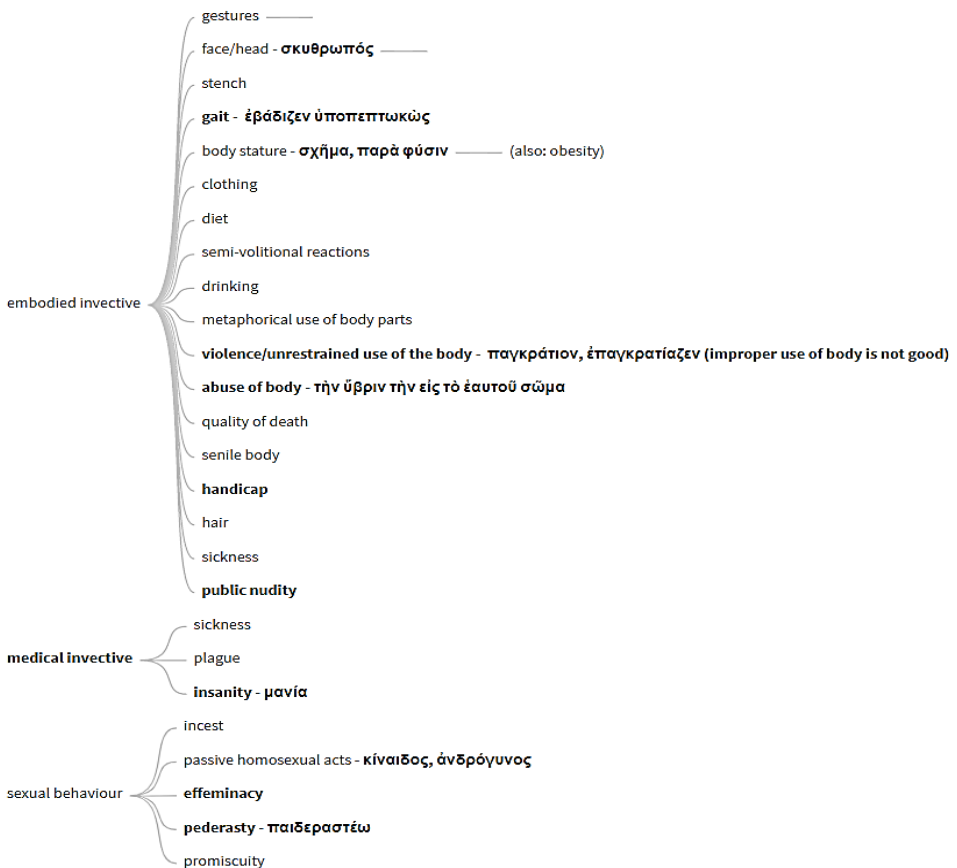 gestures
face/head - σκυθρωπός
stench
gait - ἐβάδιζεν ὑποπεπτωκὼς
body stature - σχῆμα, παρὰ φύσιν (also: obesity)
clothing
diet
semi-volitional reactions
drinking
embodied invective
metaphorical use of body parts
violence/unrestrained use of the body - παγκράτιον, ἐπαγκρατίαζεν (improper use of body is not good)
abuse of body - τὴν ὕβριν τὴν εἰς τὸ ἑαυτοῦ σῶμα
quality of death
senile body
handicap
hair
sickness
public nudity
sickness
medical invective
plague
insanity - μανία
incest
passive homosexual acts - κίναιδος, ἀνδρόγυνος
sexual behaviour
effeminacy
pederasty - παιδεραστέω
promiscuity